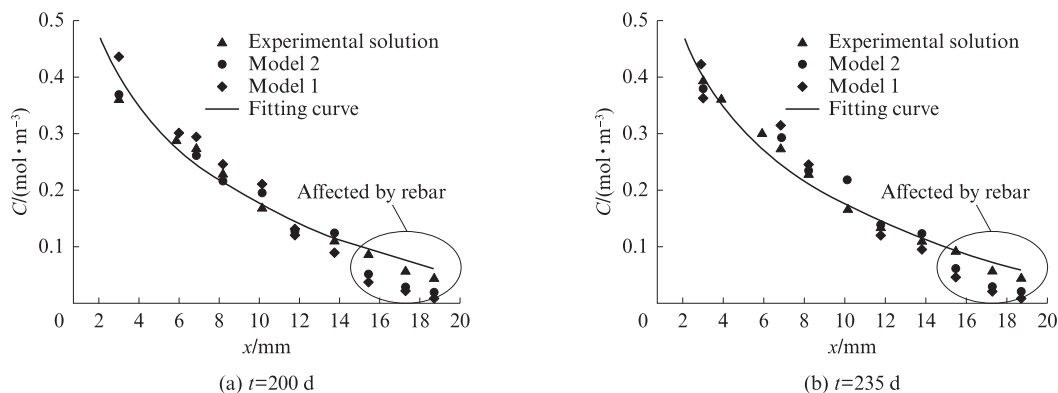 0.5
0.4
0.3
0.2
0.1
0
2
4
6
8
10
12
14
16
18
20
C/(mol·m⁻³)
x/mm
Experimental solution
Model 2
Model 1
Fitting curve
Affected by rebar
(a) t=200 d
0.5
0.4
0.3
0.2
0.1
0
2
4
6
8
10
12
14
16
18
20
C/(mol·m⁻³)
x/mm
Experimental solution
Model 2
Model 1
Fitting curve
Affected by rebar
(b) t=235 d